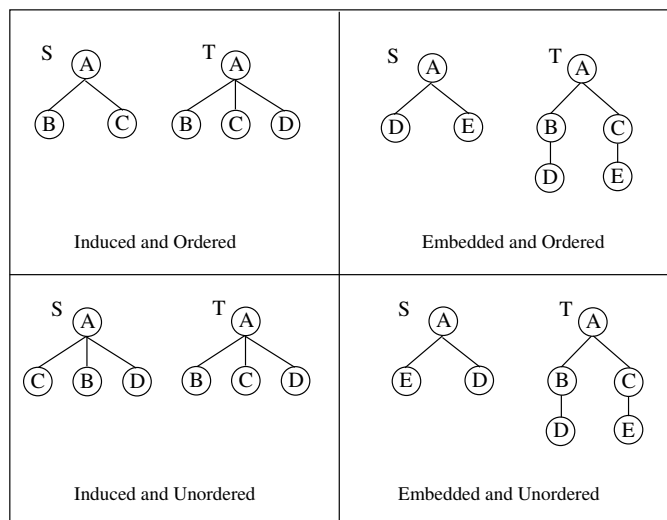 S T
A A
B C B C D
Induced and Ordered
S T
A A
D E B C
D E
Embedded and Ordered
S T
A A
C B D B C D
Induced and Unordered
S T
A A
E D B C
D E
Embedded and Unordered